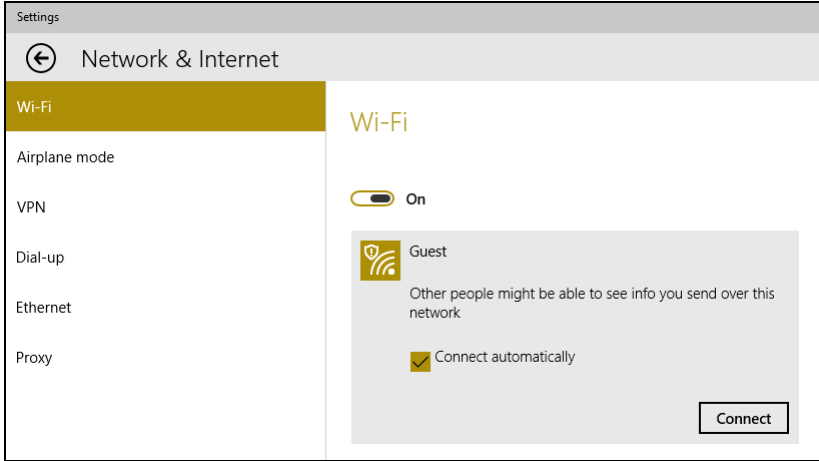 Settings
Network & Internet
Wi-Fi
Airplane mode
VPN
Dial-up
Ethernet
Proxy
Wi-Fi
On
Guest
Other people might be able to see info you send over this
network
Connect automatically
Connect